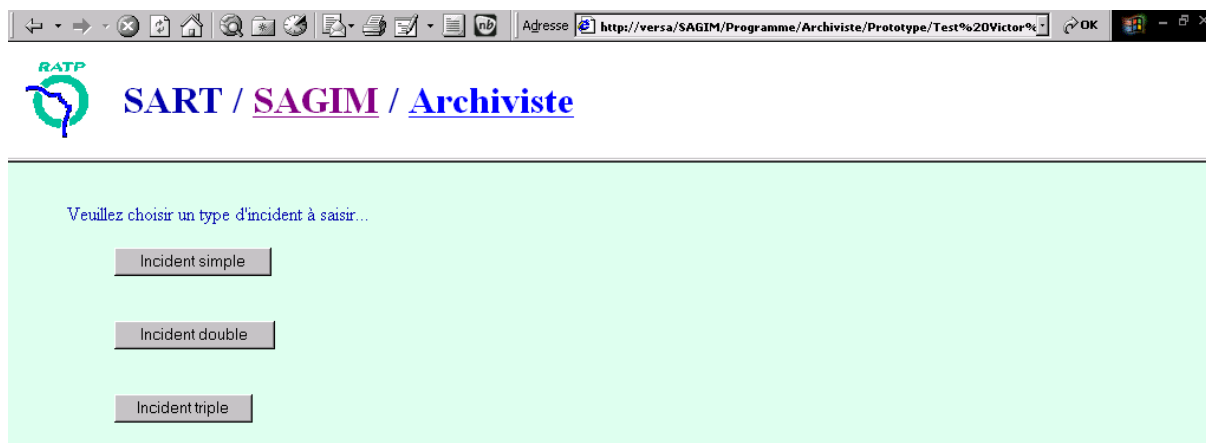 Adresse http://versa/SAGIM/Programme/Archiviste/Prototype/Test%20Victor% OK
RATP
SART / SAGIM / Archiviste
Veuillez choisir un type d'incident à saisir...
Incident simple
Incident double
Incident triple